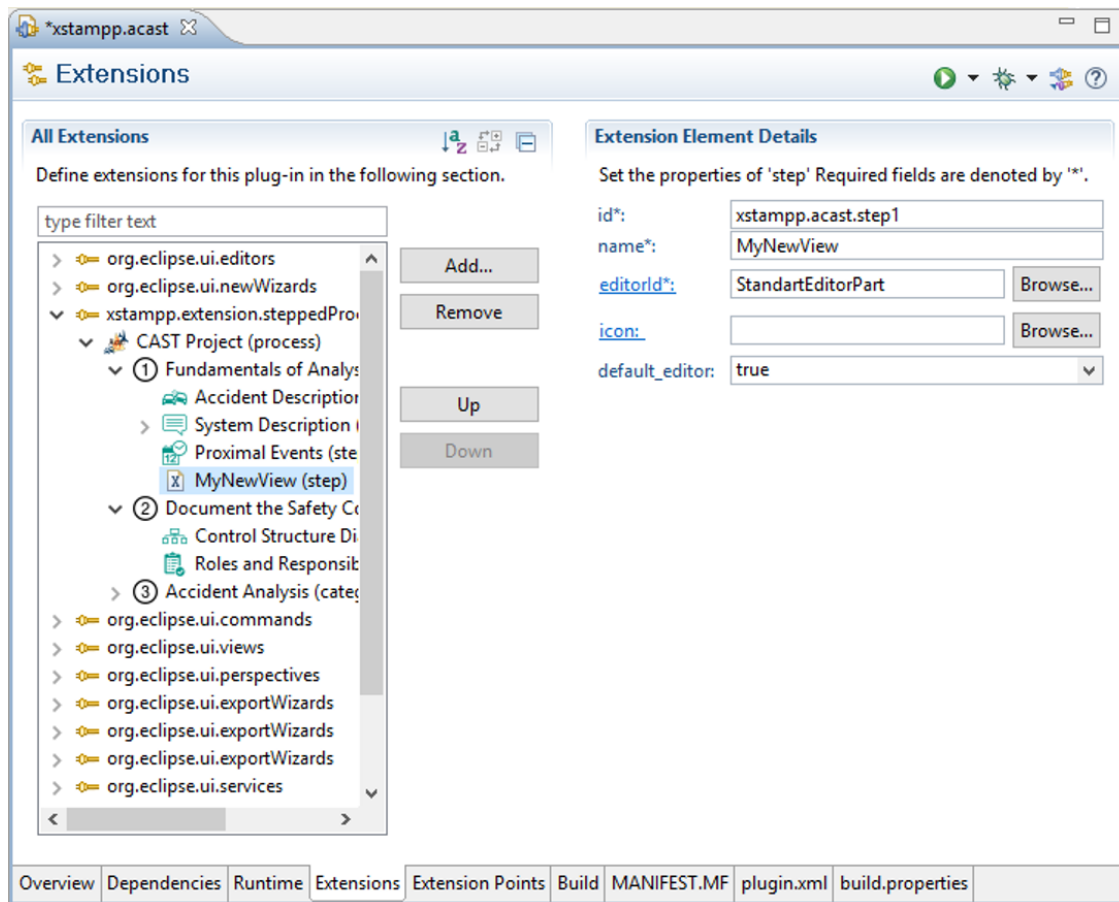 *xstampp.acast
Extensions
All Extensions
Define extensions for this plug-in in the following section.
type filter text
org.eclipse.ui.editors
org.eclipse.ui.newWizards
xstampp.extension.steppedPro
CAST Project (process)
1 Fundamentals of Analys
Accident Description
System Description (
Proximal Events (ste
MyNewView (step)
2 Document the Safety Co
Control Structure Di
Roles and Responsib
3 Accident Analysis (categ
org.eclipse.ui.commands
org.eclipse.ui.views
org.eclipse.ui.perspectives
org.eclipse.ui.exportWizards
org.eclipse.ui.exportWizards
org.eclipse.ui.exportWizards
org.eclipse.ui.services
Add...
Remove
Up
Down
Extension Element Details
Set the properties of 'step' Required fields are denoted by '*'.
id*: xstampp.acast.step1
name*: MyNewView
editorId*: StandartEditorPart Browse...
icon: Browse...
default_editor: true
Overview Dependencies Runtime Extensions Extension Points Build MANIFEST.MF plugin.xml build.properties